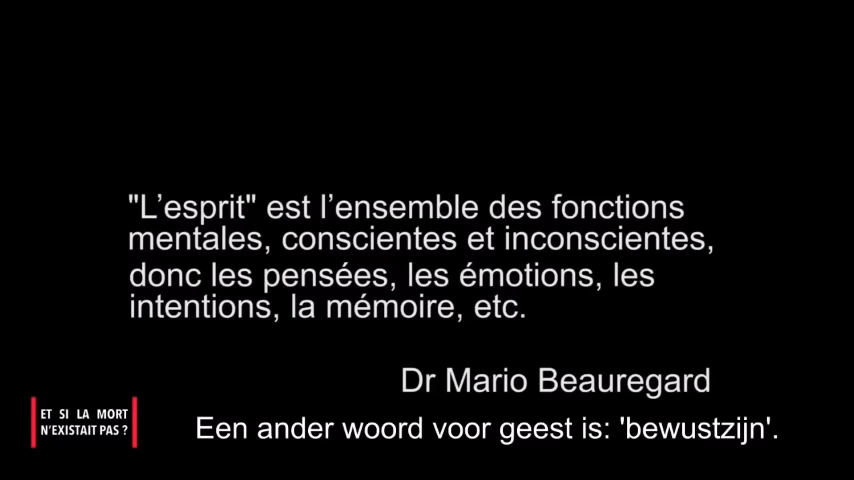 "L’esprit" est l’ensemble des fonctions
mentales, conscientes et inconscientes,
donc les pensées, les émotions, les
intentions, la mémoire, etc.
Dr Mario Beauregard
ET SI LA MORT
N’EXISTAIT PAS ?
Een ander woord voor geest is: 'bewustzijn'.